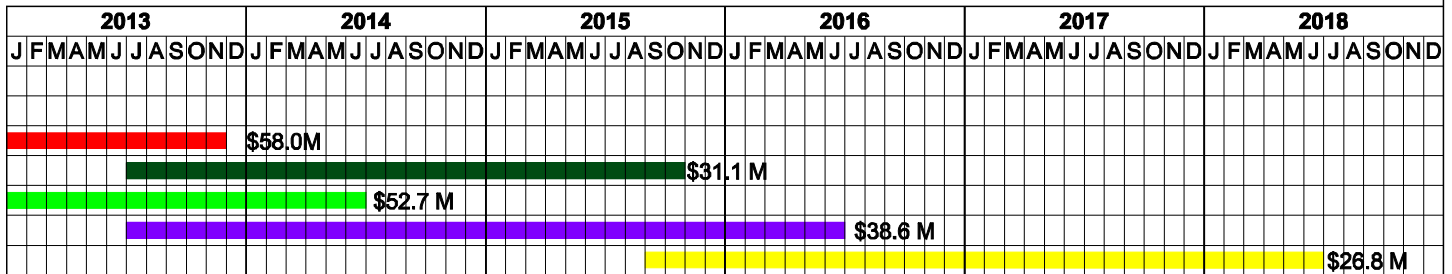 2013 2014 2015 2016 2017 2018
J F M A M J J A S O N D J F M A M J J A S O N D J F M A M J J A S O N D J F M A M J J A S O N D J F M A M J J A S O N D J F M A M J J A S O N D
$58.0M
$31.1 M
$52.7 M
$38.6 M
$26.8 M